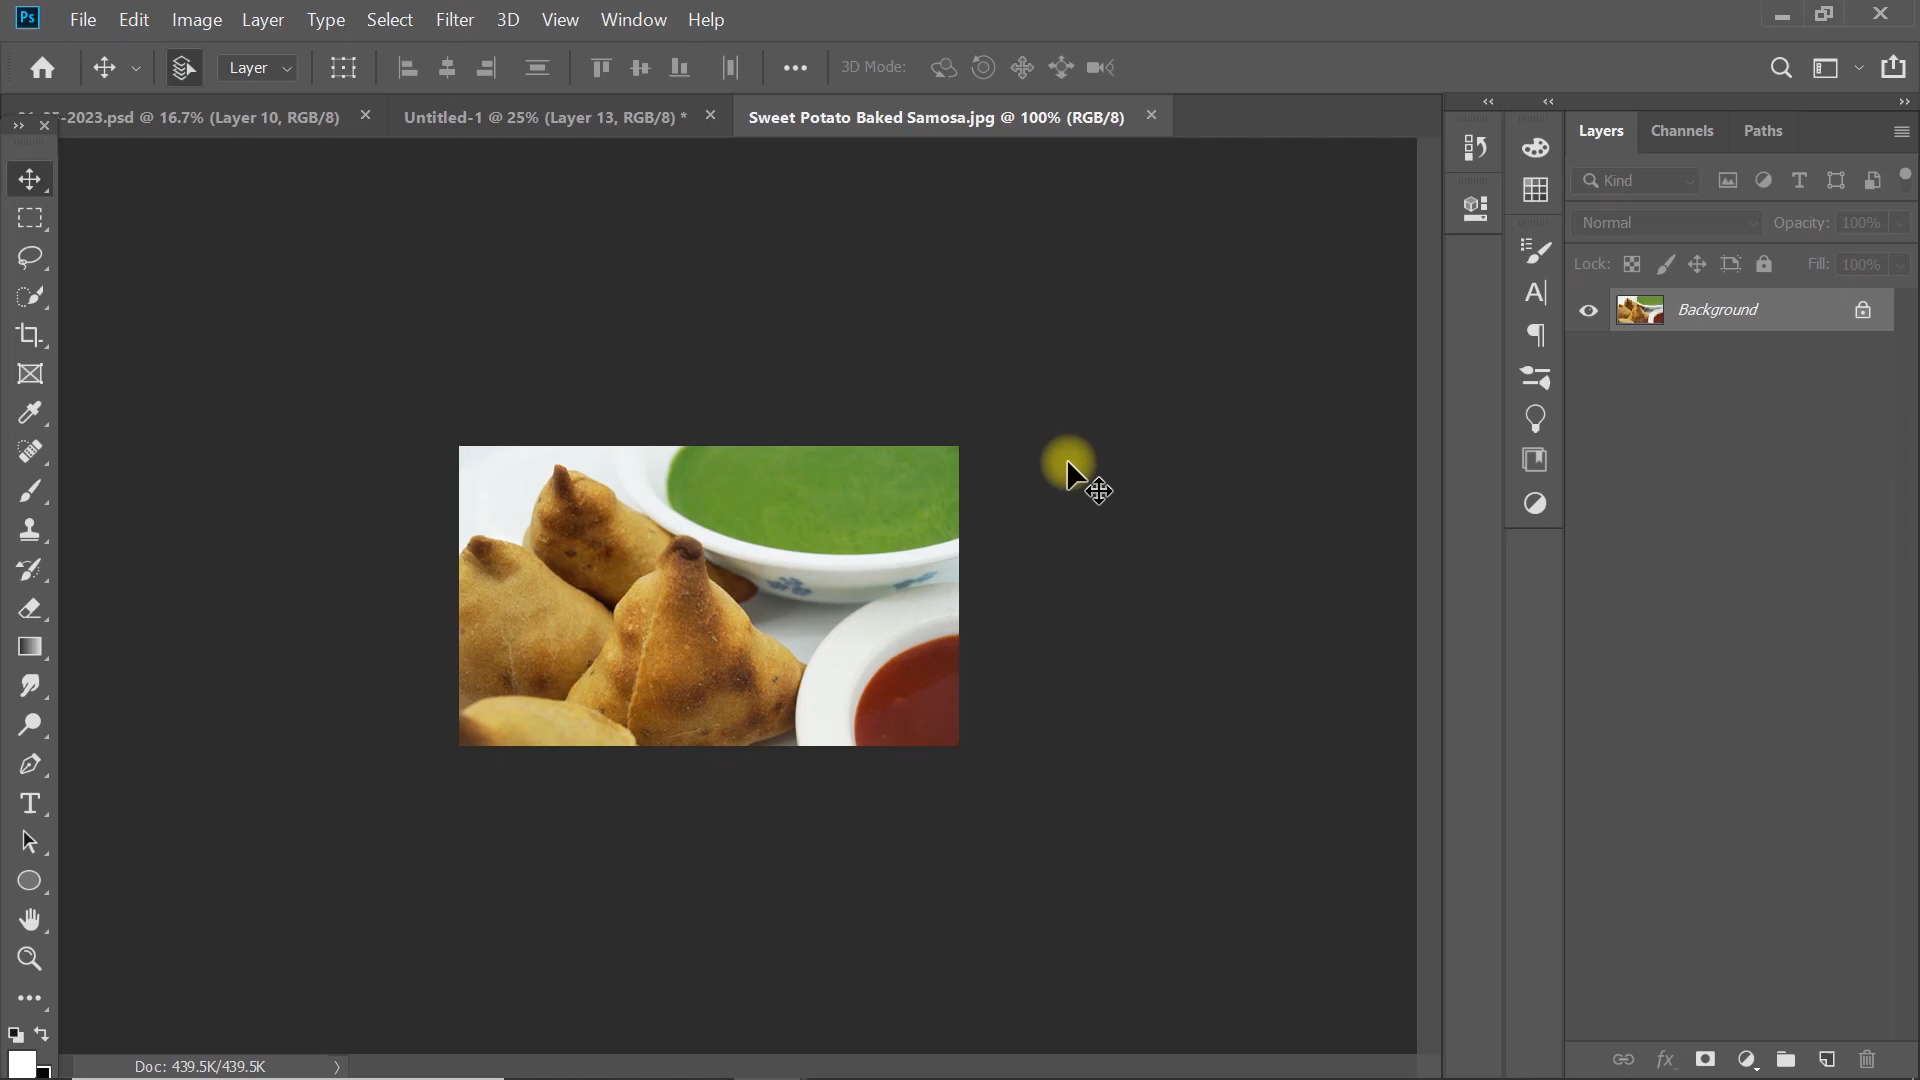 Ps File Edit Image Layer Type Select Filter 3D View Window Help
Layer 3D Mode:
-2023.psd @ 16.7% (Layer 10, RGB/8) Untitled-1 @ 25% (Layer 13, RGB/8) * Sweet Potato Baked Samosa.jpg @ 100% (RGB/8)
Layers Channels Paths
Kind
Normal Opacity: 100%
Lock: Fill: 100%
Background
Doc: 439.5K/439.5K